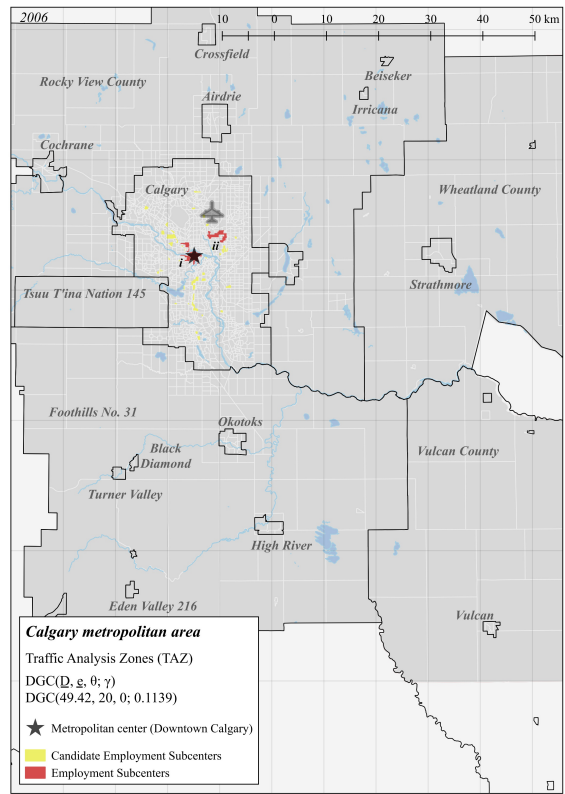 2006
10 0 10 20 30 40 50 km
Crossfield
Beiseker
Rocky View County
Airdrie
Irricana
Cochrane
Calgary
Wheatland County
ii
i
Strathmore
Tsuu T'ina Nation 145
Foothills No. 31
Okotoks
Black
Diamond
Vulcan County
Turner Valley
High River
Eden Valley 216
Vulcan
Calgary metropolitan area
Traffic Analysis Zones (TAZ)
DGC(D, e, θ; γ)
DGC(49.42, 20, 0; 0.1139)
Metropolitan center (Downtown Calgary)
Candidate Employment Subcenters
Employment Subcenters